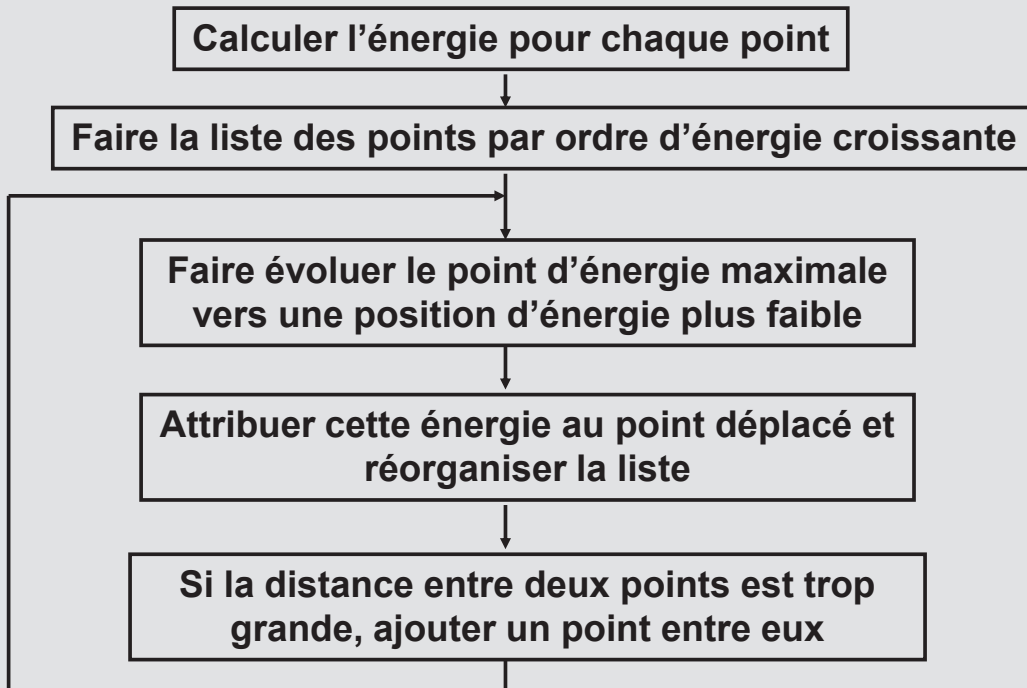 Calculer l’énergie pour chaque point
Faire la liste des points par ordre d’énergie croissante
Faire évoluer le point d’énergie maximale
vers une position d’énergie plus faible
Attribuer cette énergie au point déplacé et
réorganiser la liste
Si la distance entre deux points est trop
grande, ajouter un point entre eux